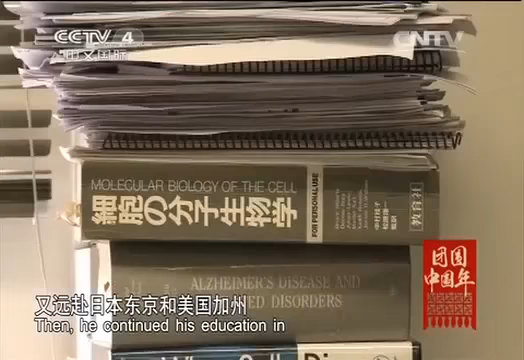 CCTV 4
中文国际
CNTV
MOLECULAR BIOLOGY OF THE CELL
細胞の分子生物学
FOR PERSONAL USE
教育社
ALZHEIMER'S DISEASE AND
DISORDERS
团圆
中国年
又远赴日本东京和美国加州
Then, he continued his education in